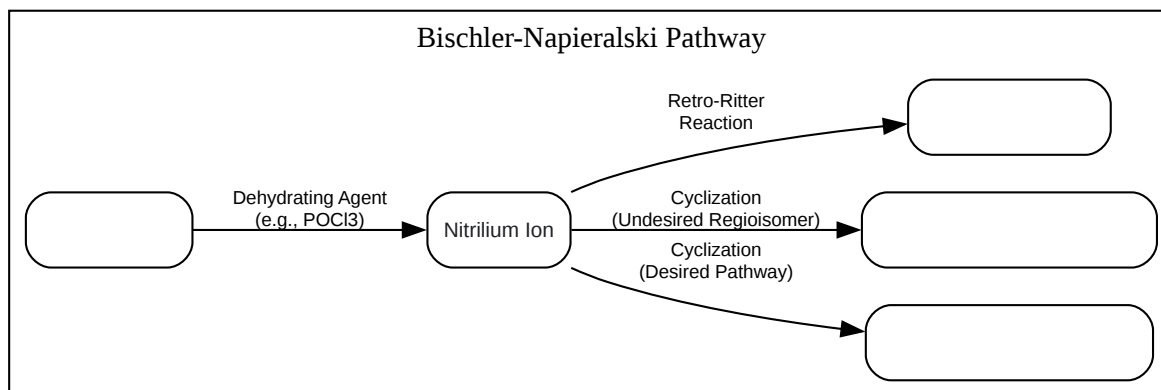 Bischler-Napieralski Pathway
Retro-Ritter
Reaction
Dehydrating Agent
(e.g., POCl3)
Nitrilium Ion
Cyclization
(Undesired Regioisomer)
Cyclization
(Desired Pathway)